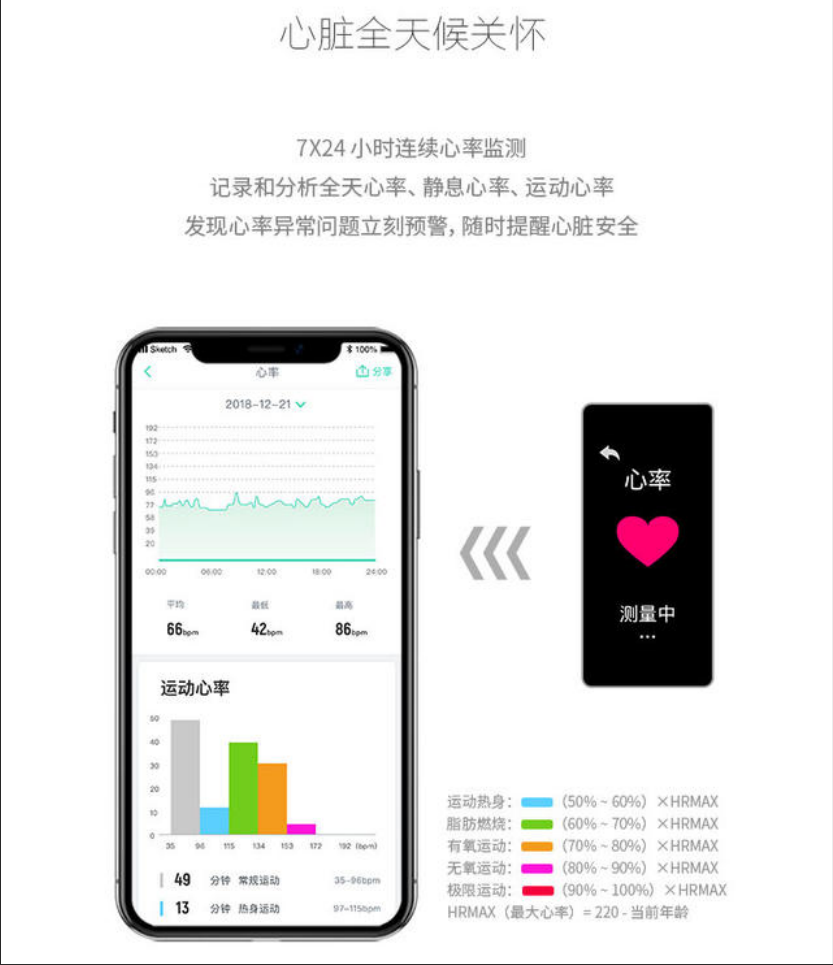 心脏全天候关怀
7X24 小时连续心率监测
记录和分析全天心率、静息心率、运动心率
发现心率异常问题立刻预警,随时提醒心脏安全
Sketch
100%
心率
分享
2018-12-21
192
172
153
134
115
96
77
58
39
20
00:00 06:00 12:00 18:00 24:00
平均 最低 最高
66bpm 42bpm 86bpm
运动心率
50
40
30
20
10
0
35 96 115 134 153 172 192 (bpm)
49 分钟 常规运动 35-96bpm
13 分钟 热身运动 97-115bpm
心率
测量中
...
运动热身: (50% ~ 60%) ×HRMAX
脂肪燃烧: (60% ~ 70%) ×HRMAX
有氧运动: (70% ~ 80%) ×HRMAX
无氧运动: (80% ~ 90%) ×HRMAX
极限运动: (90% ~ 100%) ×HRMAX
HRMAX(最大心率)= 220 - 当前年龄